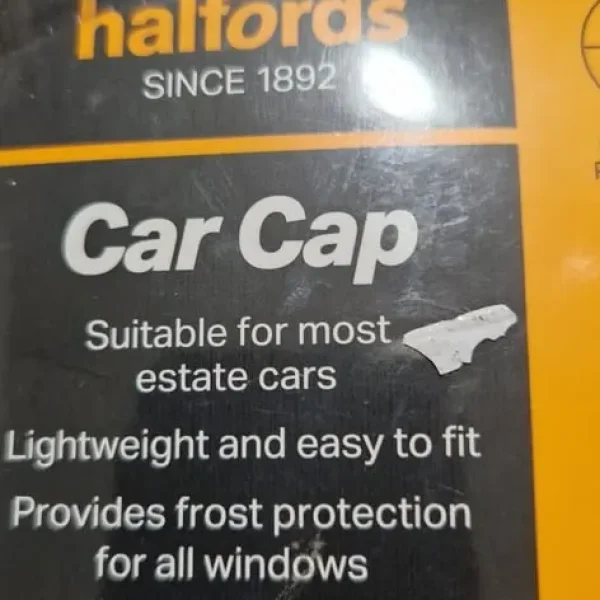 halfords
SINCE 1892
Car Cap
Suitable for most
estate cars
Lightweight and easy to fit
Provides frost protection
for all windows